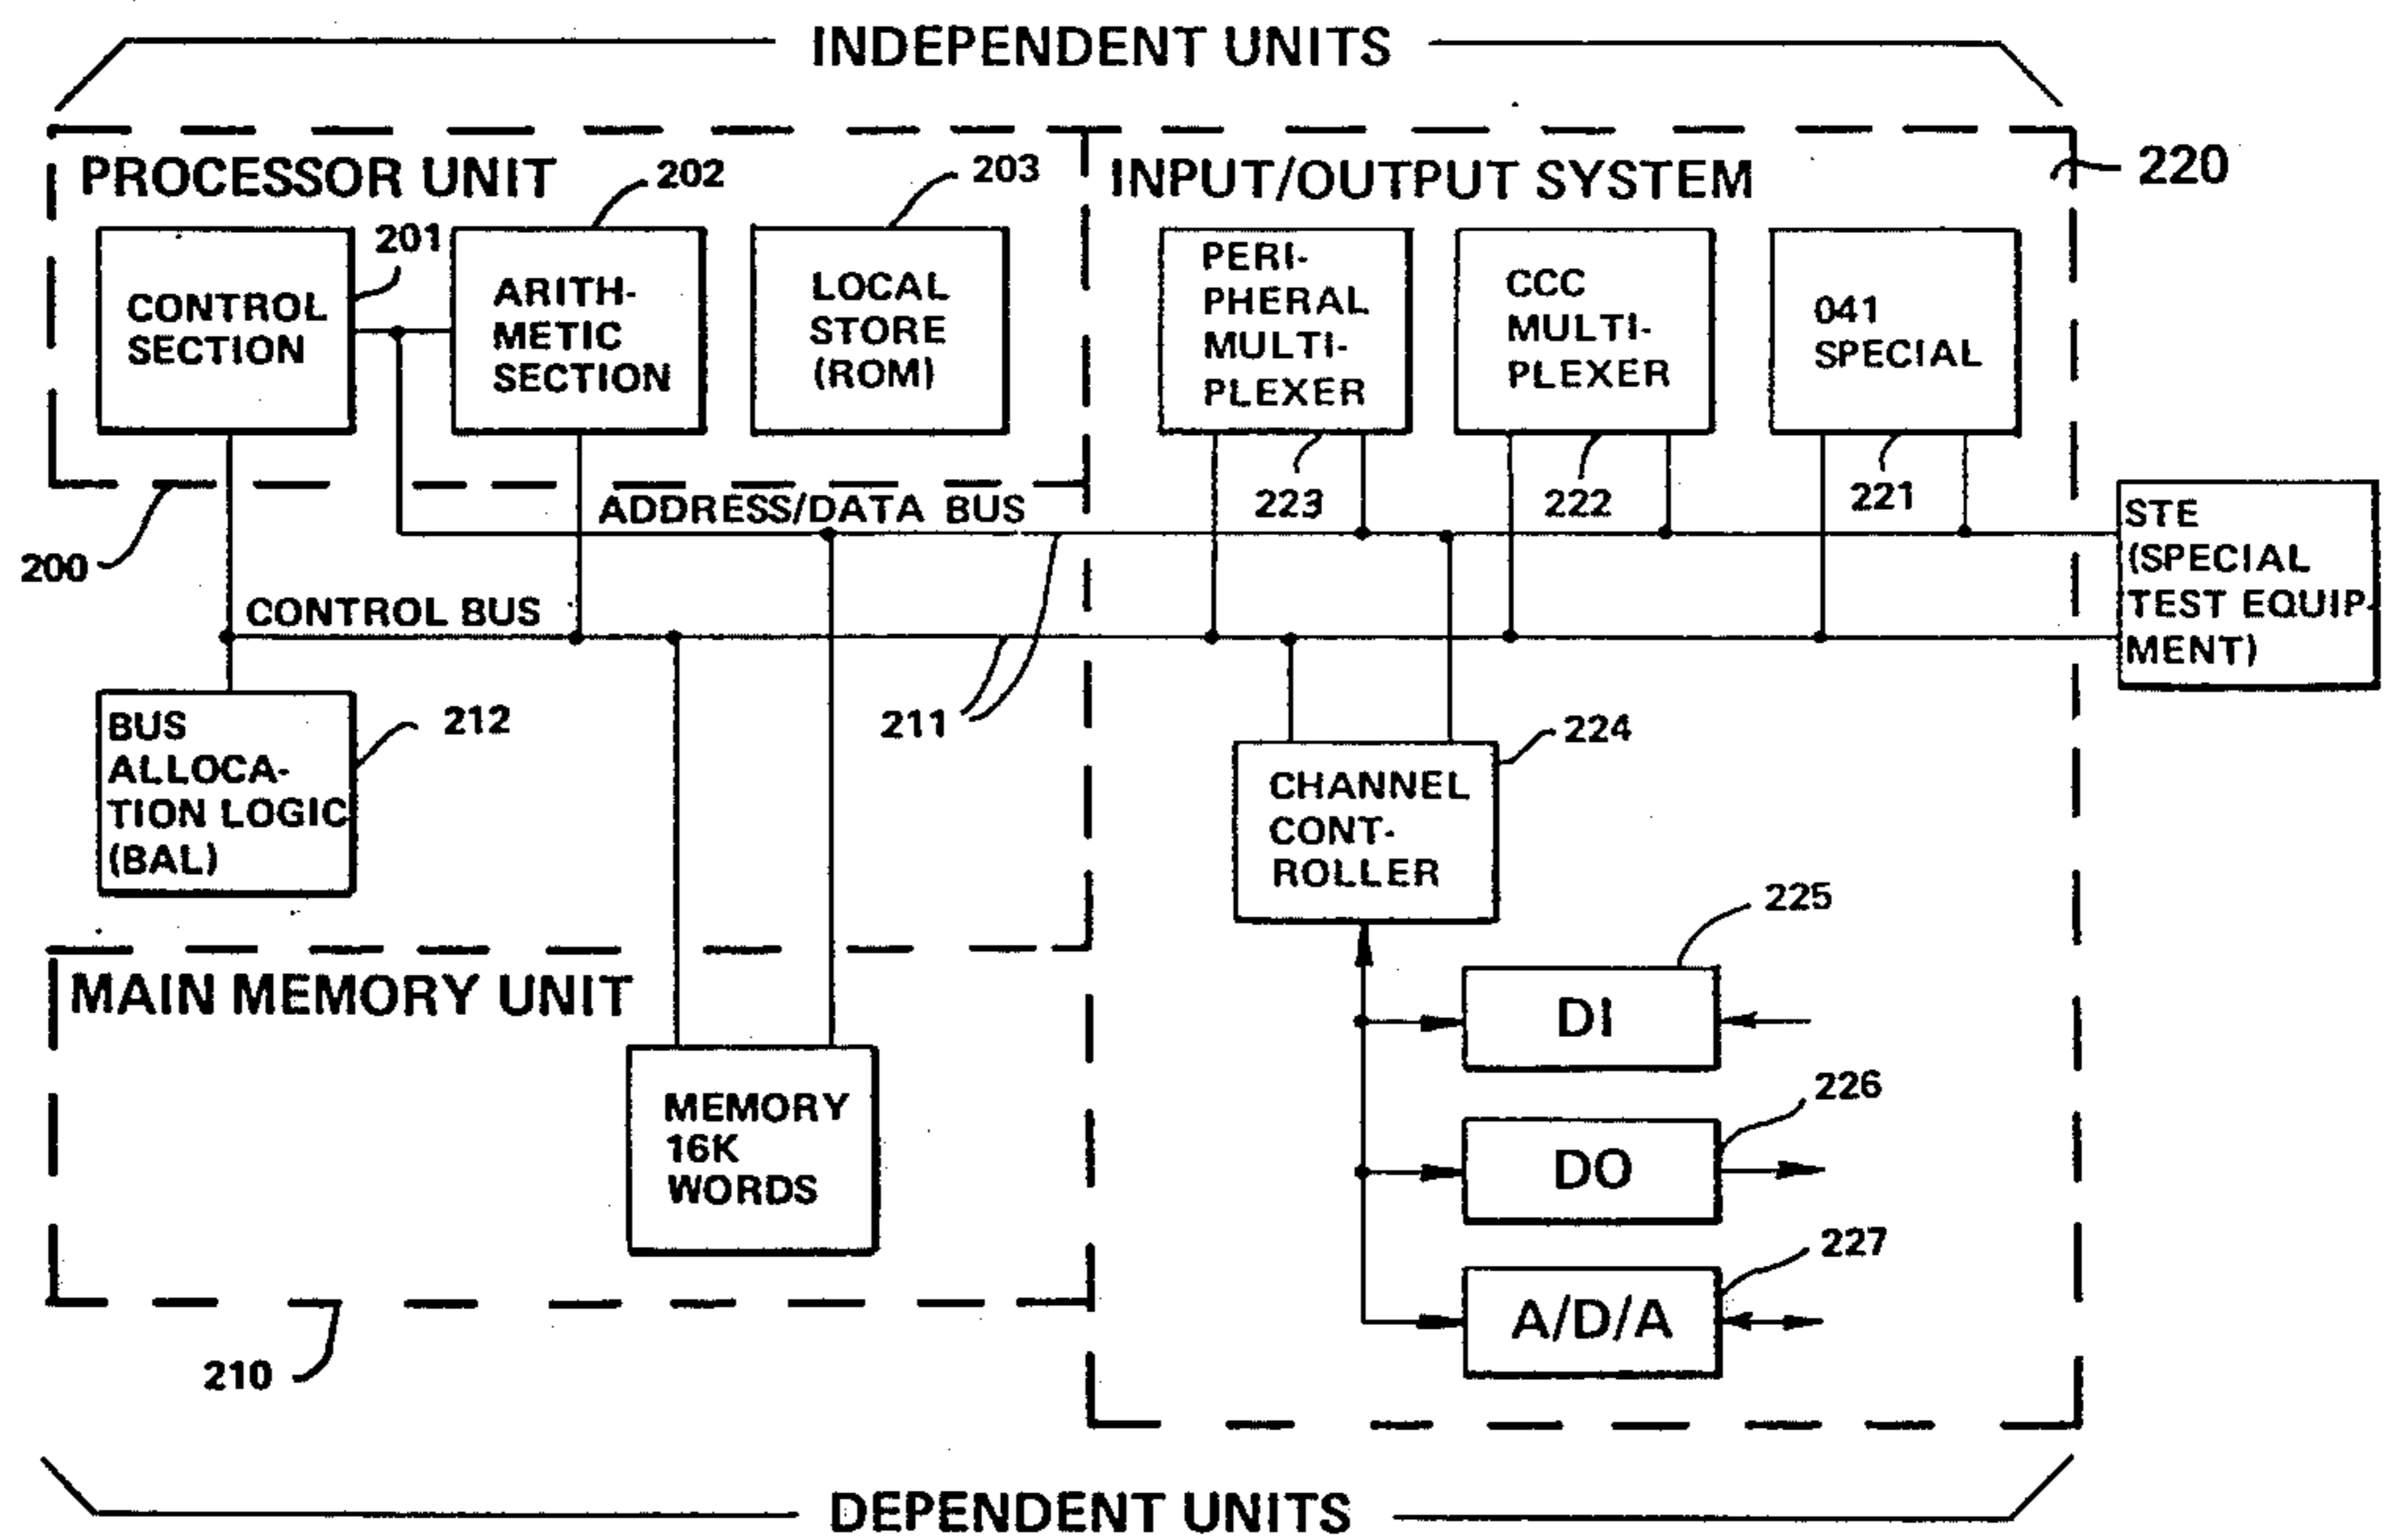 INDEPENDENT UNITS
PROCESSOR UNIT
202
203
INPUT/OUTPUT SYSTEM
220
201
CONTROL
SECTION
ARITH-
METIC
SECTION
LOCAL
STORE
(ROM)
PERI-
PHERAL
MULTI-
PLEXER
CCC
MULTI-
PLEXER
041
SPECIAL
223
222
221
200
ADDRESS/DATA BUS
CONTROL BUS
STE
(SPECIAL
TEST EQUIP-
MENT)
BUS
ALLOCA-
TION LOGIC
(BAL)
212
211
224
CHANNEL
CONT-
ROLLER
MAIN MEMORY UNIT
MEMORY
16K
WORDS
210
225
DI
226
DO
227
A/D/A
DEPENDENT UNITS